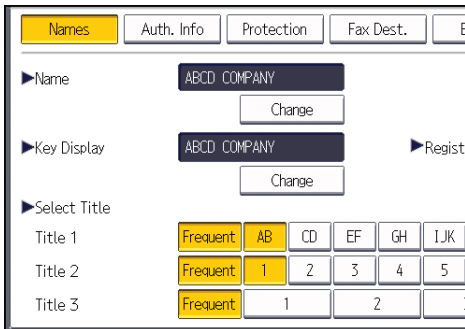 Names Auth. Info Protection Fax Dest. E
►Name ABCD COMPANY
Change
►Key Display ABCD COMPANY ►Regist
Change
►Select Title
Title 1 Frequent AB CD EF GH IJK
Title 2 Frequent 1 2 3 4 5
Title 3 Frequent 1 2